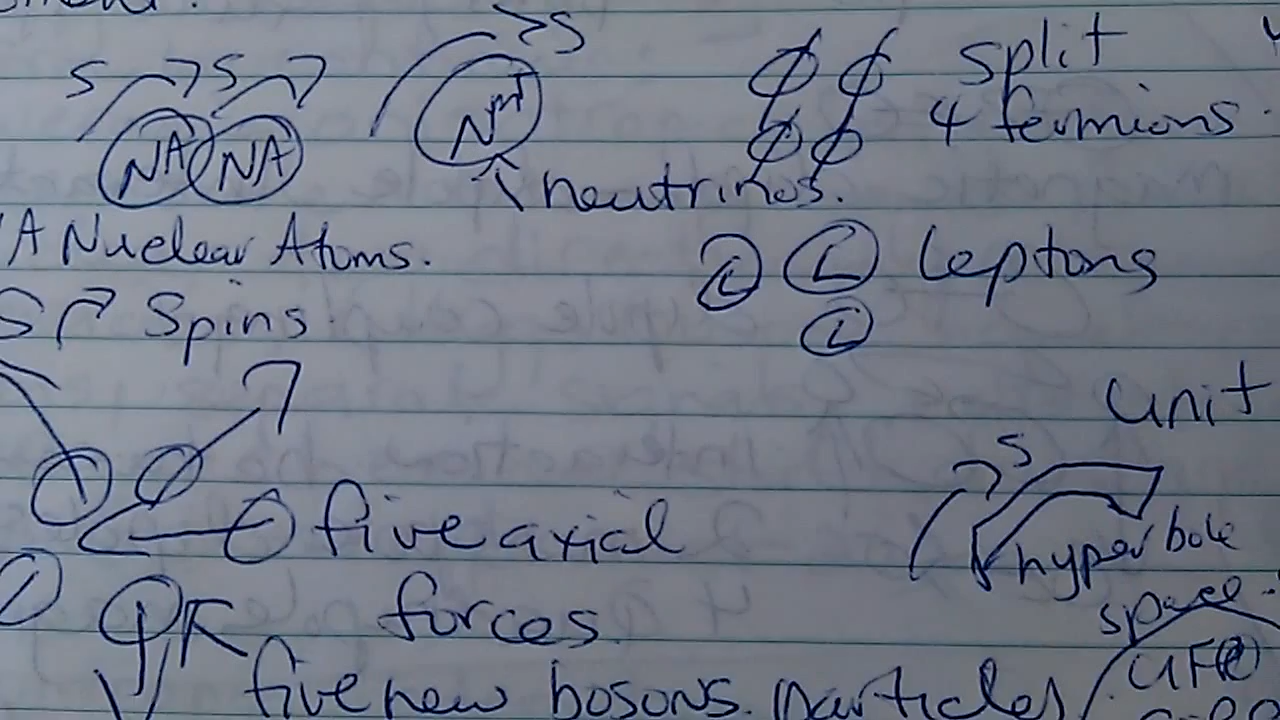 S S >S split
NA NA N 4 fermions.
neutrinos.
A Nuclear Atoms. L L leptons
S Spins L
unit
S
five axial hyperbole
forces space
five new bosons. particles